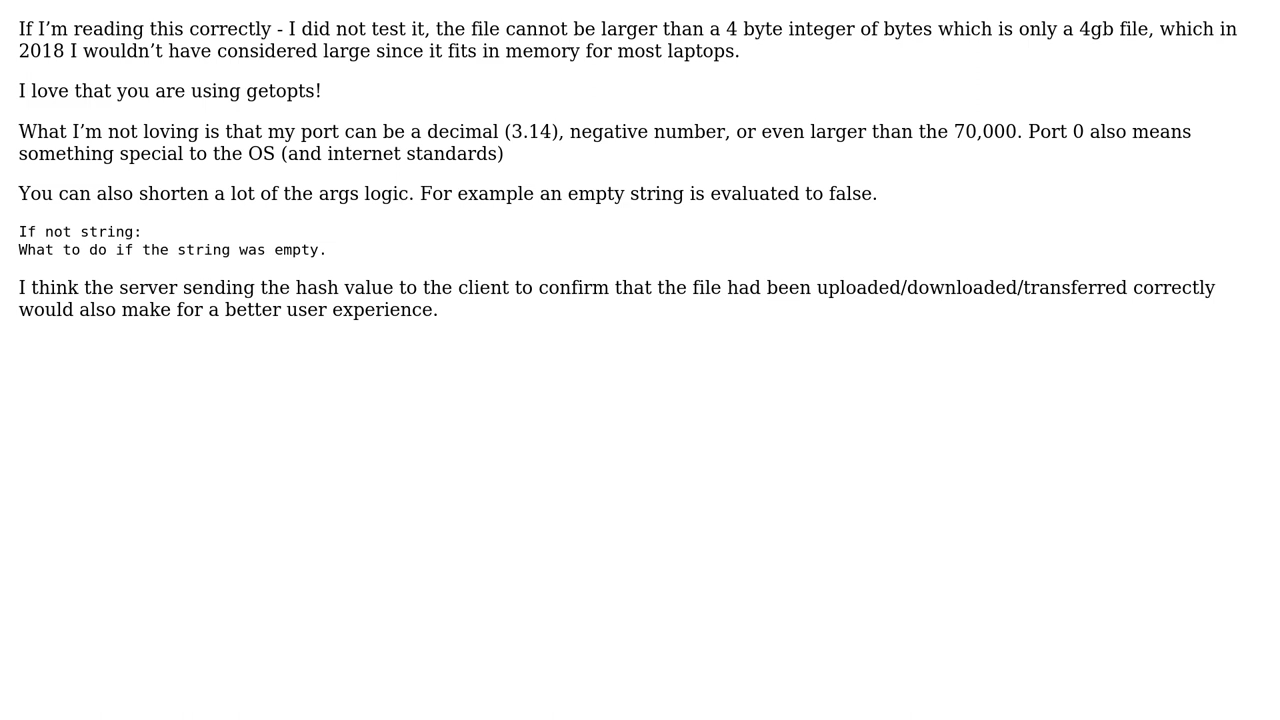 If I’m reading this correctly - I did not test it, the file cannot be larger than a 4 byte integer of bytes which is only a 4gb file, which in
2018 I wouldn’t have considered large since it fits in memory for most laptops.
I love that you are using getopts!
What I’m not loving is that my port can be a decimal (3.14), negative number, or even larger than the 70,000. Port 0 also means
something special to the OS (and internet standards)
You can also shorten a lot of the args logic. For example an empty string is evaluated to false.
If not string:
What to do if the string was empty.
I think the server sending the hash value to the client to confirm that the file had been uploaded/downloaded/transferred correctly
would also make for a better user experience.